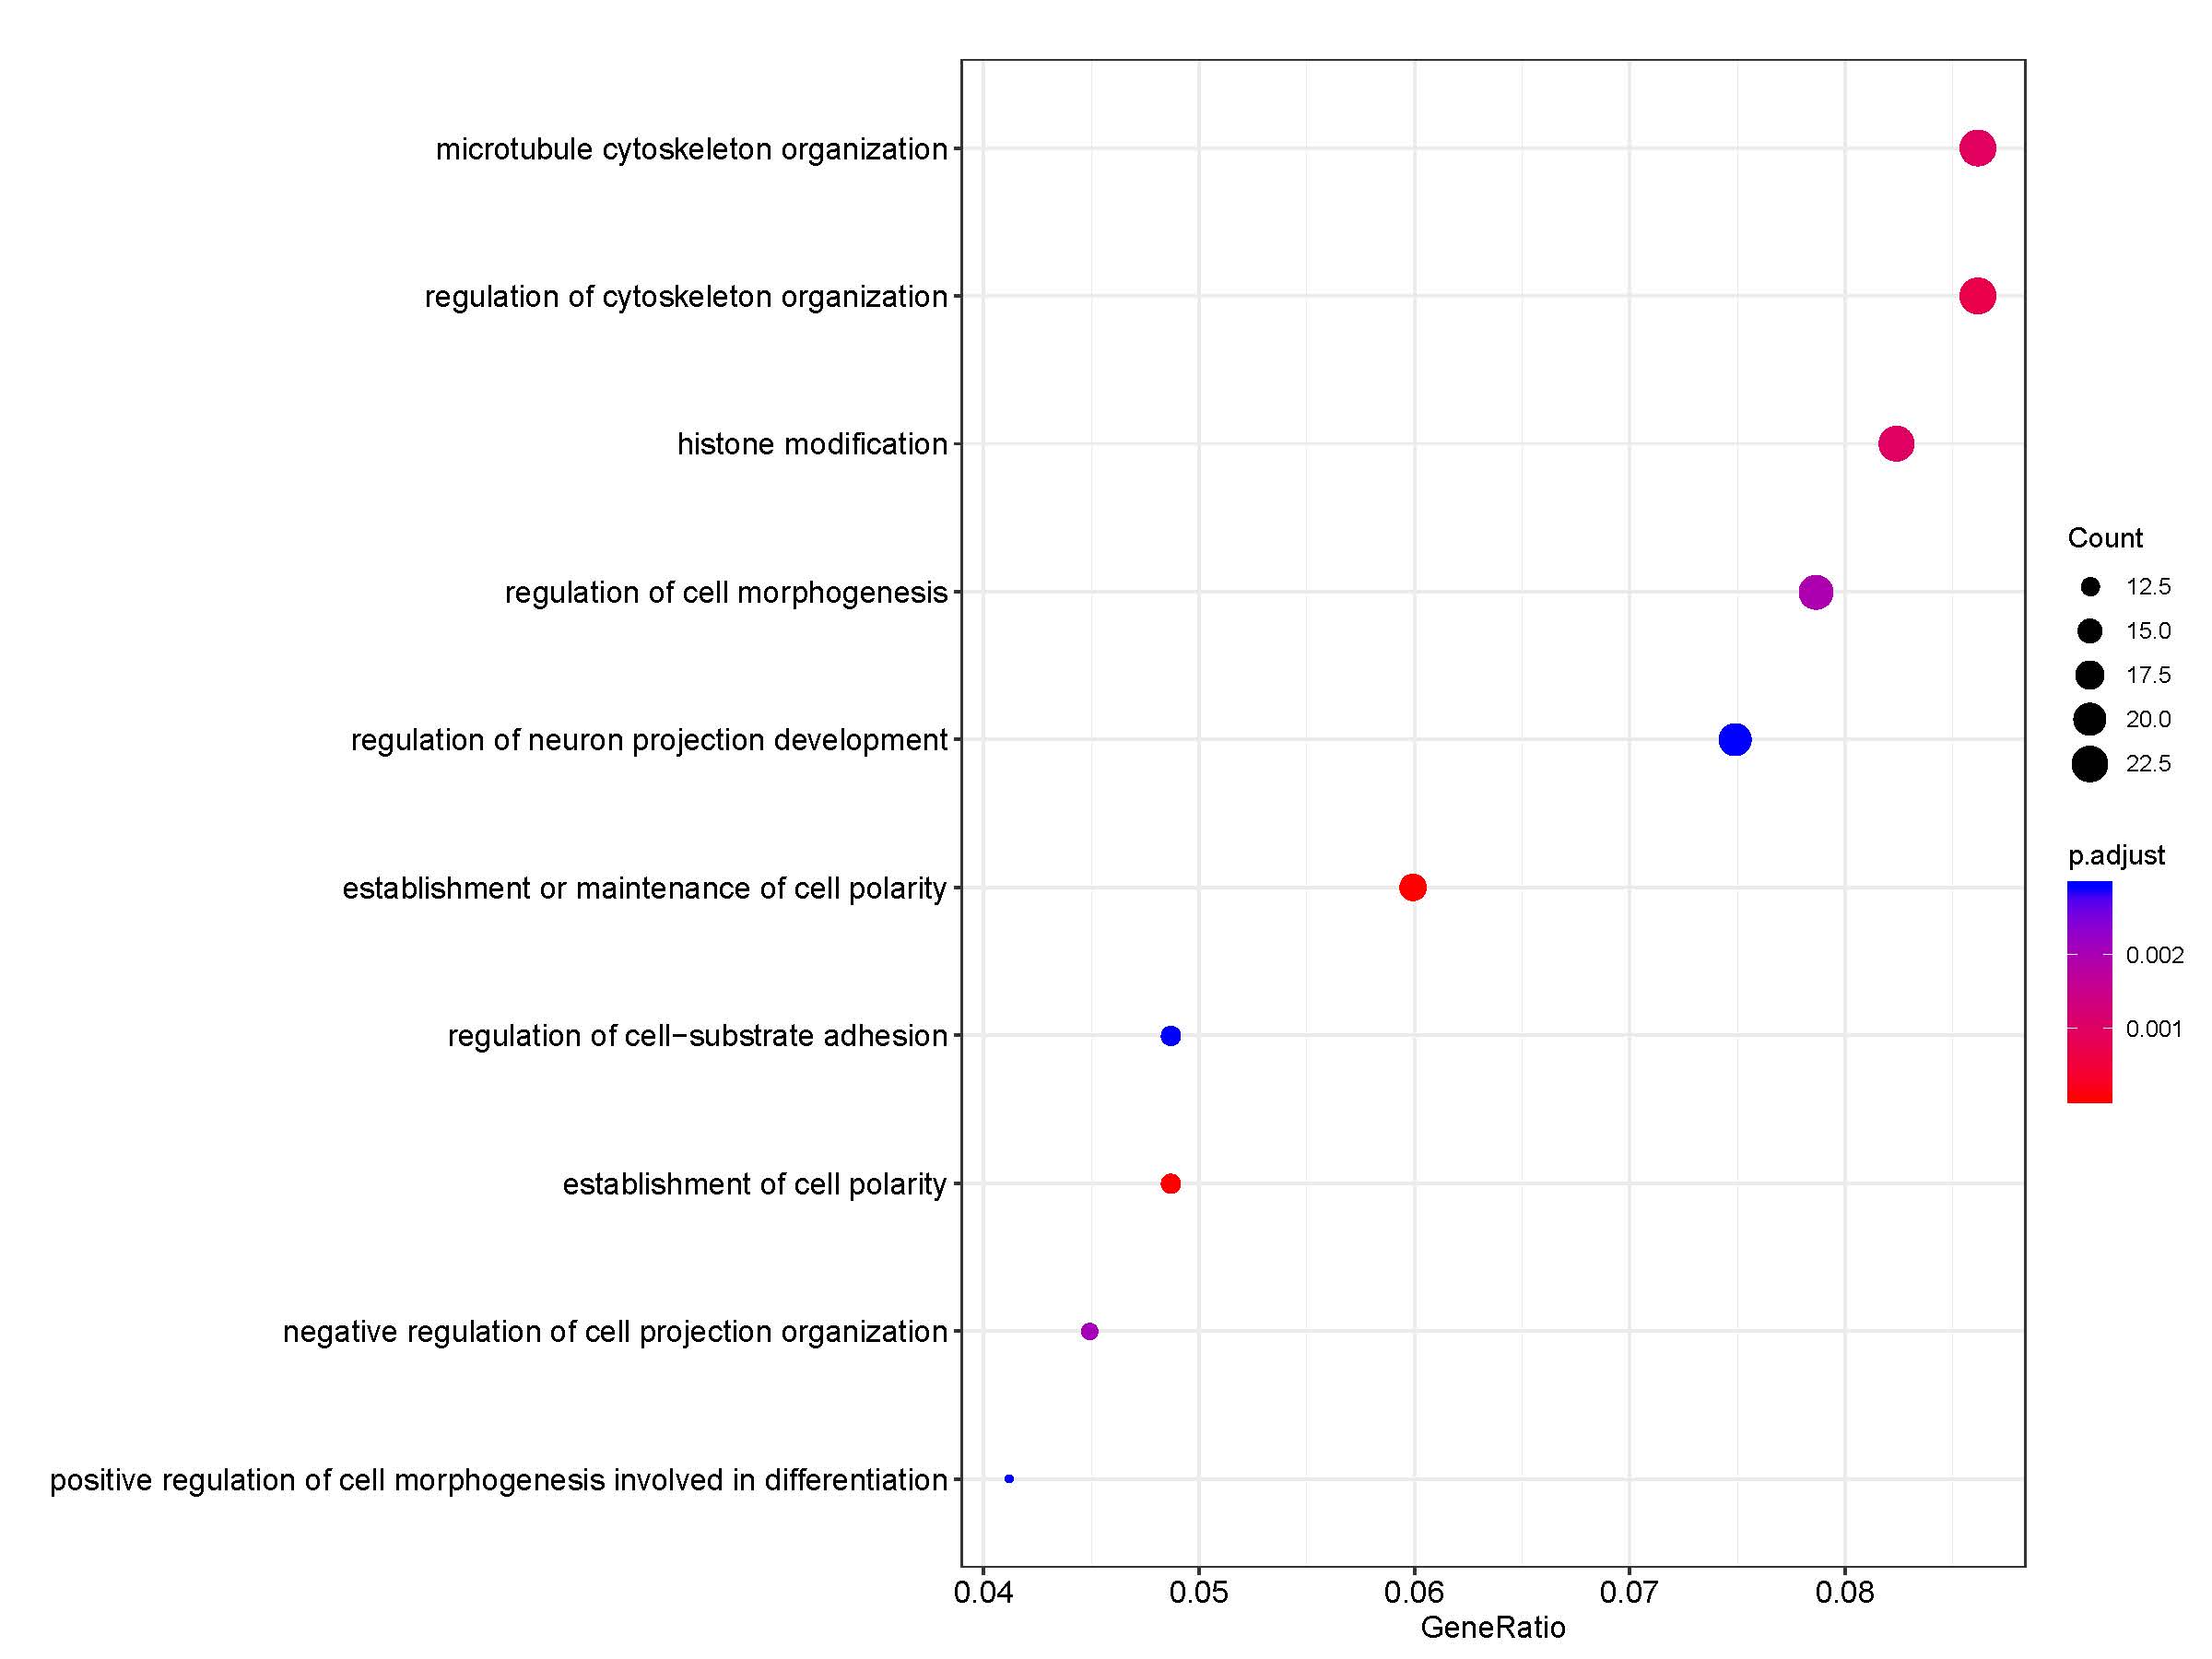 microtubule cytoskeleton organization
regulation of cytoskeleton organization
histone modification
regulation of cell morphogenesis
regulation of neuron projection development
establishment or maintenance of cell polarity
regulation of cell−substrate adhesion
establishment of cell polarity
negative regulation of cell projection organization
positive regulation of cell morphogenesis involved in differentiation
0.04 0.05 0.06 0.07 0.08
GeneRatio
Count
12.5
15.0
17.5
20.0
22.5
p.adjust
0.002
0.001